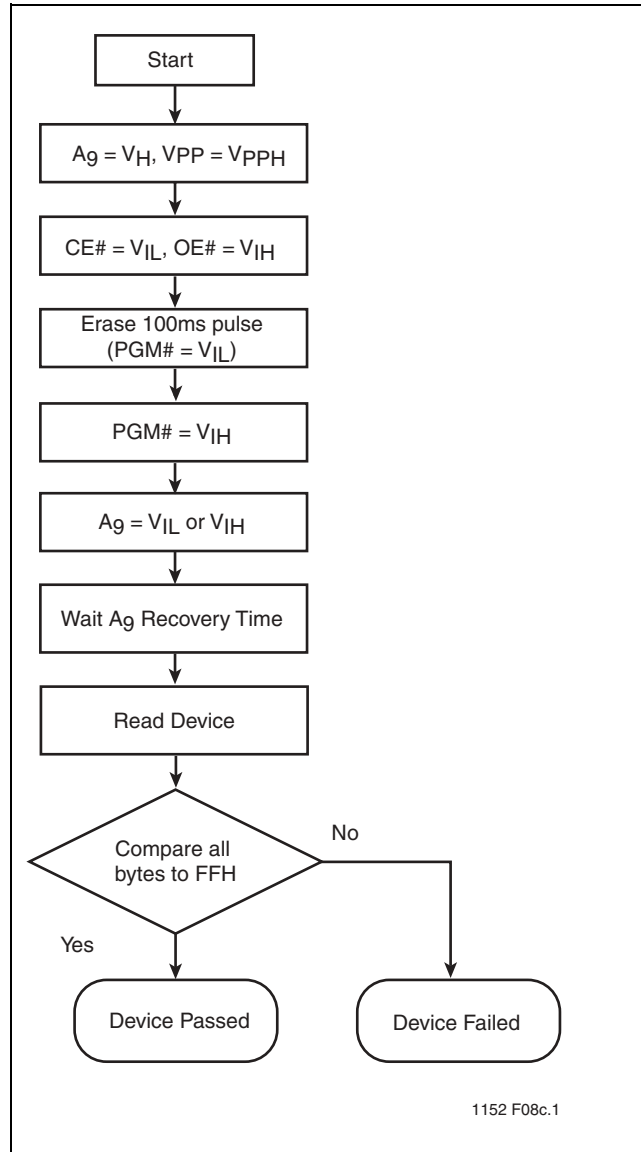 Start
A9 = VH, VPP = VPPH
CE# = VIL, OE# = VIH
Erase 100ms pulse
(PGM# = VIL)
PGM# = VIH
A9 = VIL or VIH
Wait A9 Recovery Time
Read Device
Compare all
bytes to FFH
No
Yes
Device Passed
Device Failed
1152 F08c.1